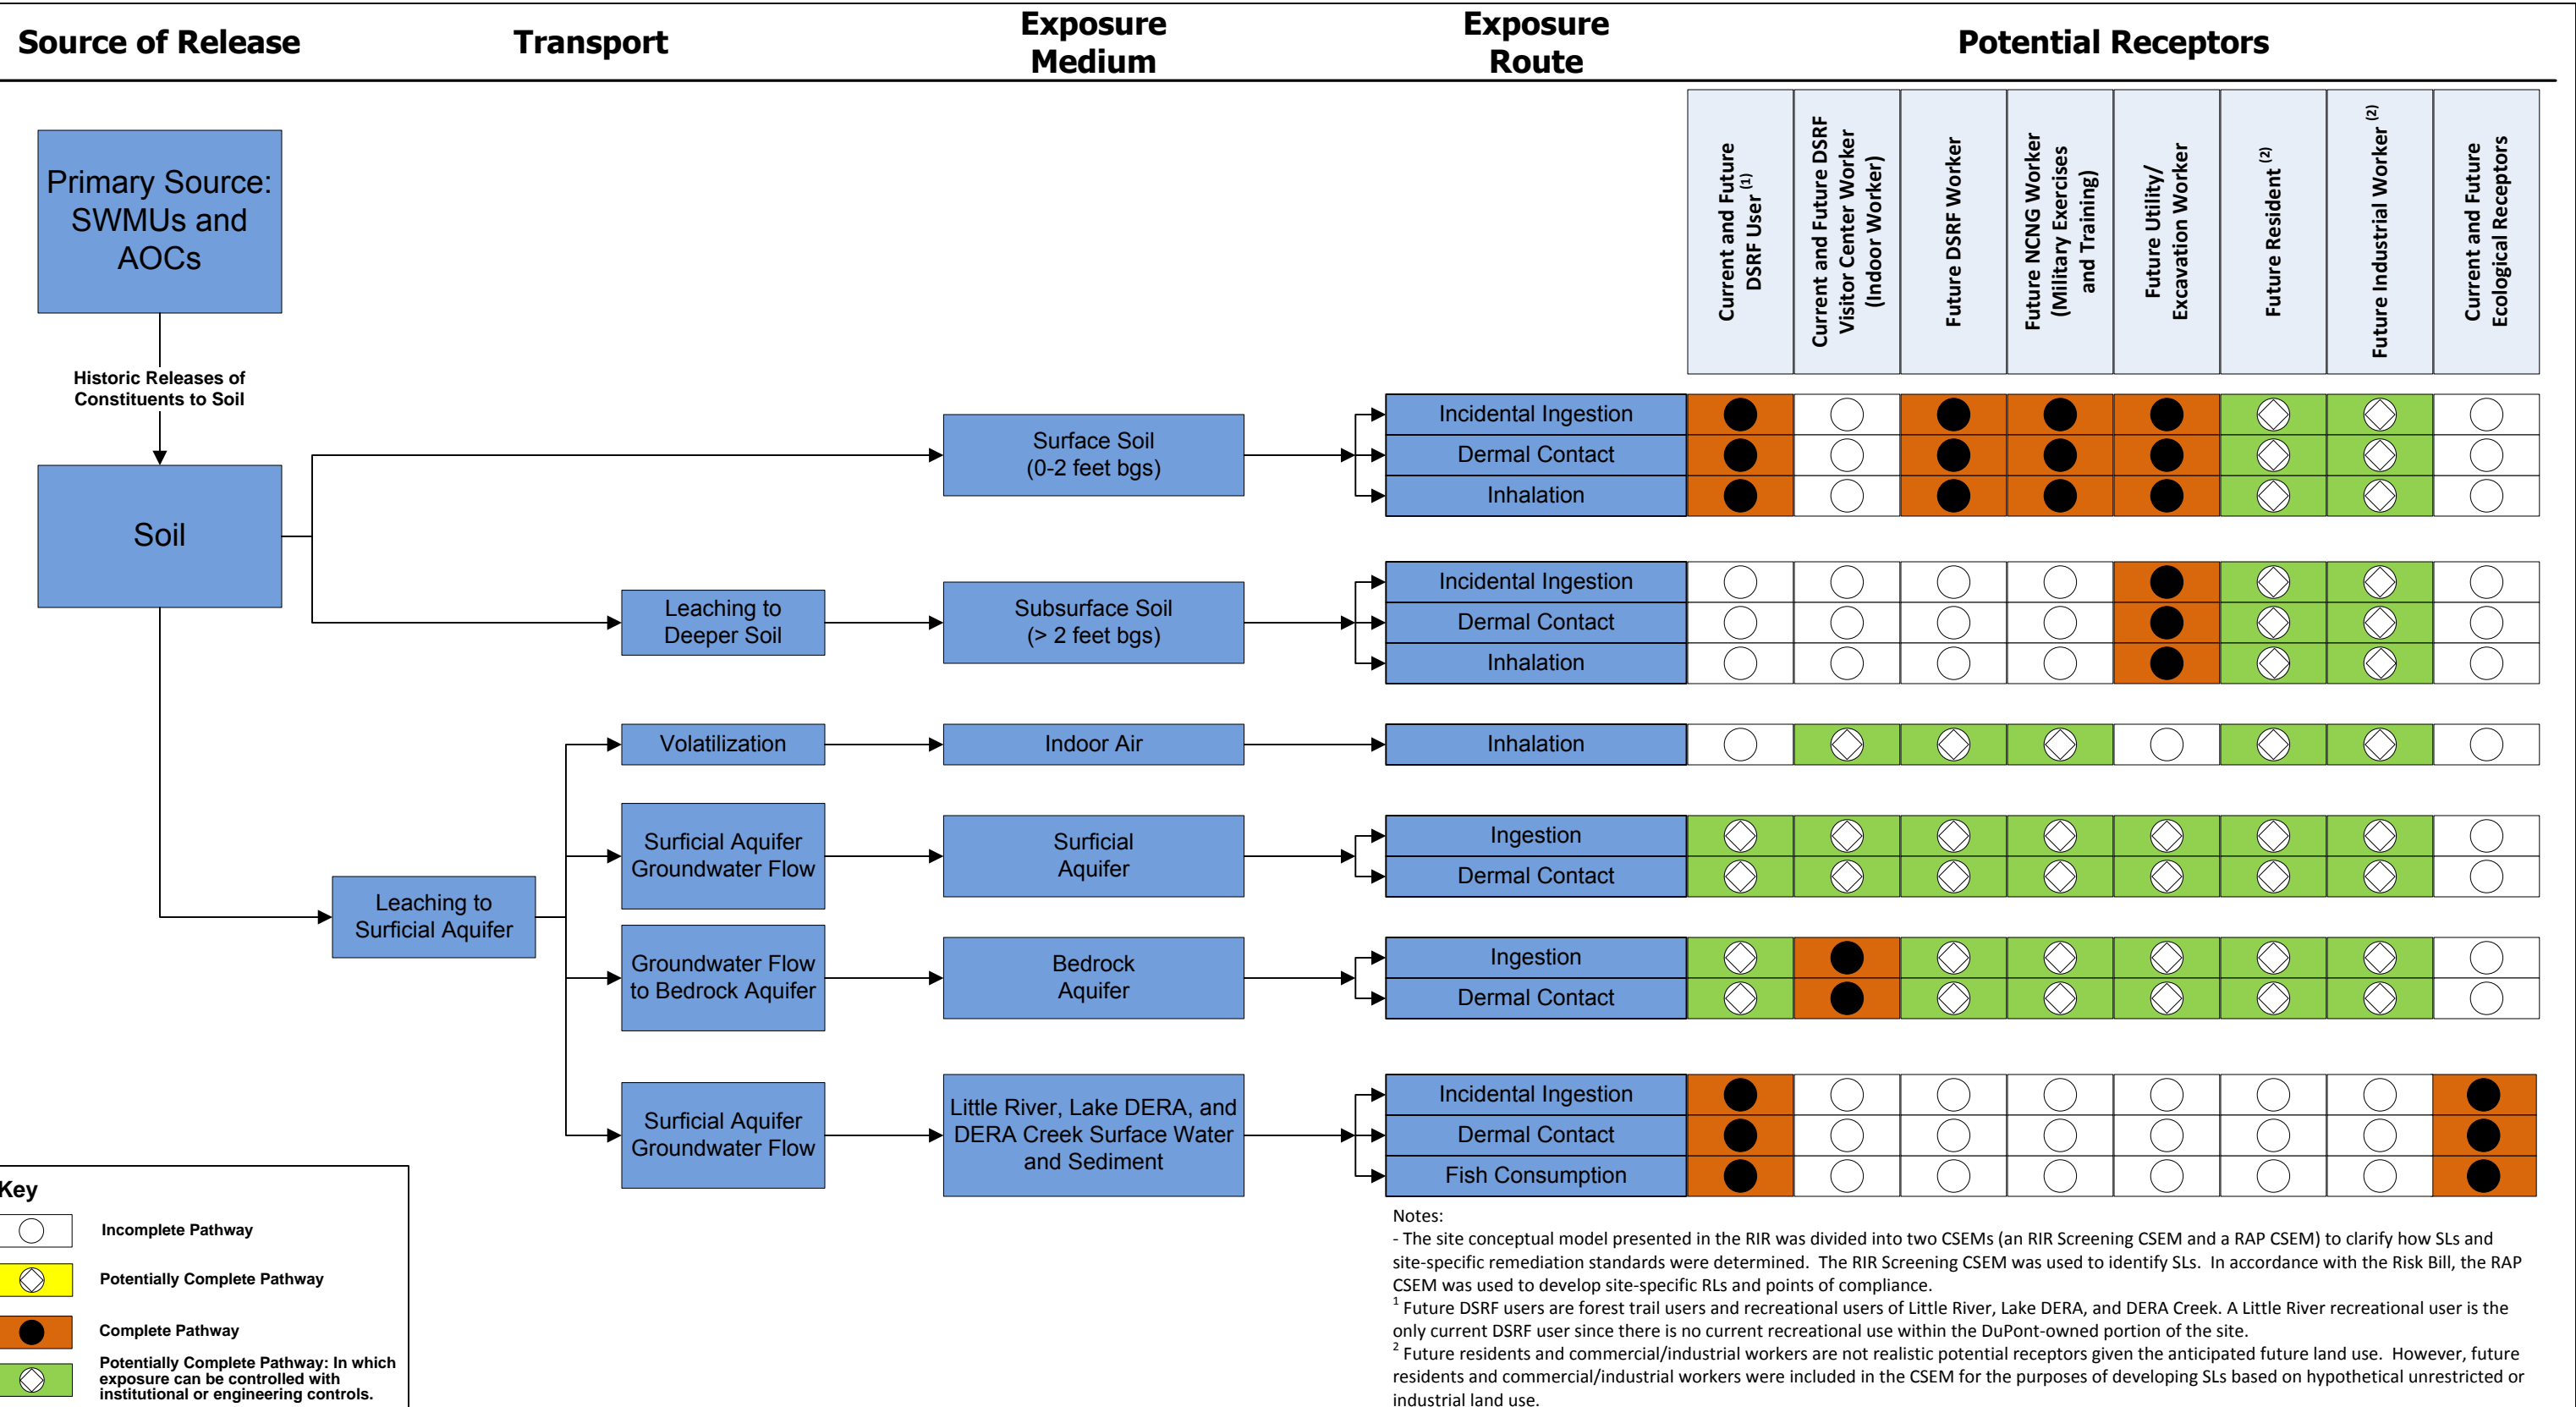 Source of Release
Transport
Exposure
Medium
Exposure
Route
Potential Receptors
Current and Future
DSRF User (1)
Current and Future DSRF
Visitor Center Worker
(Indoor Worker)
Future DSRF Worker
Future NCNG Worker
(Military Exercises
and Training)
Future Utility/
Excavation Worker
Future Resident (2)
Future Industrial Worker (2)
Current and Future
Ecological Receptors
Primary Source:
SWMUs and
AOCs
Historic Releases of
Constituents to Soil
Soil
Surface Soil
(0-2 feet bgs)
Incidental Ingestion
Dermal Contact
Inhalation
Leaching to
Deeper Soil
Subsurface Soil
(> 2 feet bgs)
Incidental Ingestion
Dermal Contact
Inhalation
Volatilization
Indoor Air
Inhalation
Leaching to
Surficial Aquifer
Surficial Aquifer
Groundwater Flow
Surficial
Aquifer
Ingestion
Dermal Contact
Groundwater Flow
to Bedrock Aquifer
Bedrock
Aquifer
Ingestion
Dermal Contact
Surficial Aquifer
Groundwater Flow
Little River, Lake DERA, and
DERA Creek Surface Water
and Sediment
Incidental Ingestion
Dermal Contact
Fish Consumption
Key
Incomplete Pathway
Potentially Complete Pathway
Complete Pathway
Potentially Complete Pathway: In which
exposure can be controlled with
institutional or engineering controls.
Notes:
- The site conceptual model presented in the RIR was divided into two CSEMs (an RIR Screening CSEM and a RAP CSEM) to clarify how SLs and
site-specific remediation standards were determined. The RIR Screening CSEM was used to identify SLs. In accordance with the Risk Bill, the RAP
CSEM was used to develop site-specific RLs and points of compliance.
1 Future DSRF users are forest trail users and recreational users of Little River, Lake DERA, and DERA Creek. A Little River recreational user is the
only current DSRF user since there is no current recreational use within the DuPont-owned portion of the site.
2 Future residents and commercial/industrial workers are not realistic potential receptors given the anticipated future land use. However, future
residents and commercial/industrial workers were included in the CSEM for the purposes of developing SLs based on hypothetical unrestricted or
industrial land use.